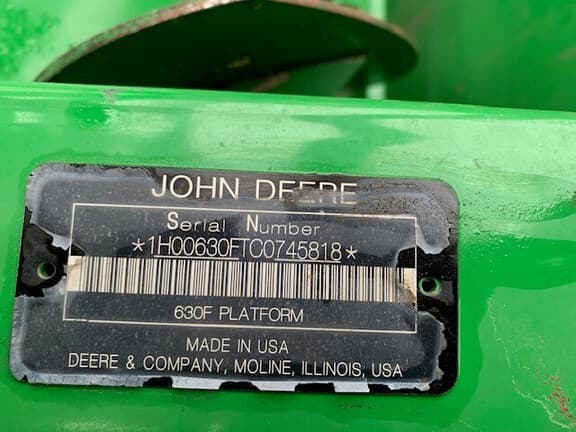 JOHN DEERE
Serial Number
*1H00630FTC0745818*
630F PLATFORM
MADE IN USA
DEERE & COMPANY, MOLINE, ILLINOIS, USA